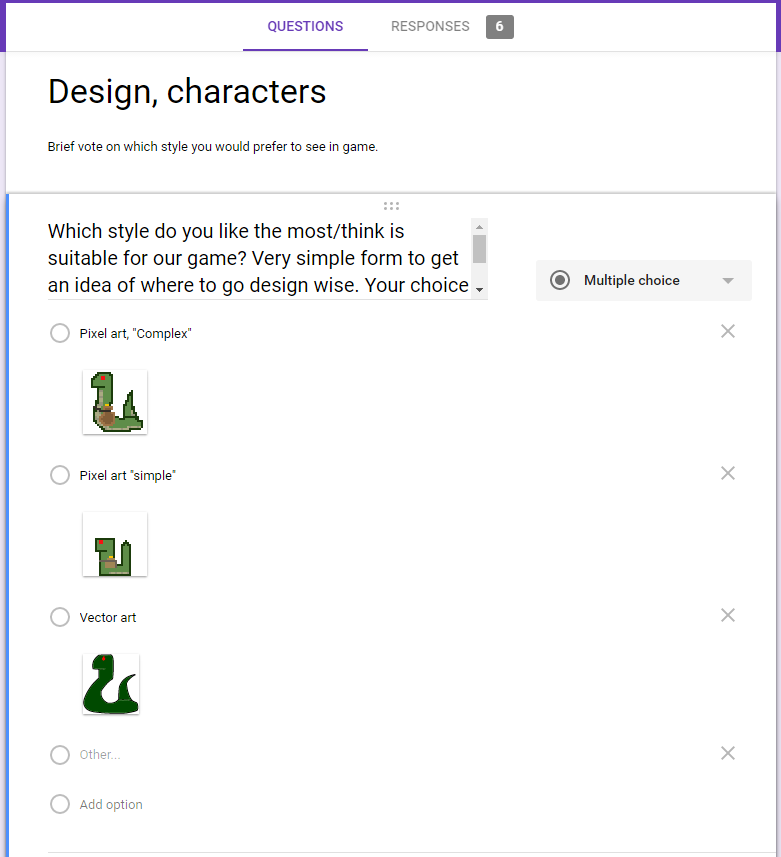 QUESTIONS RESPONSES 6
Design, characters
Brief vote on which style you would prefer to see in game.
Which style do you like the most/think is
suitable for our game? Very simple form to get
an idea of where to go design wise. Your choice
Multiple choice
Pixel art, "Complex"
Pixel art "simple"
Vector art
Other...
Add option